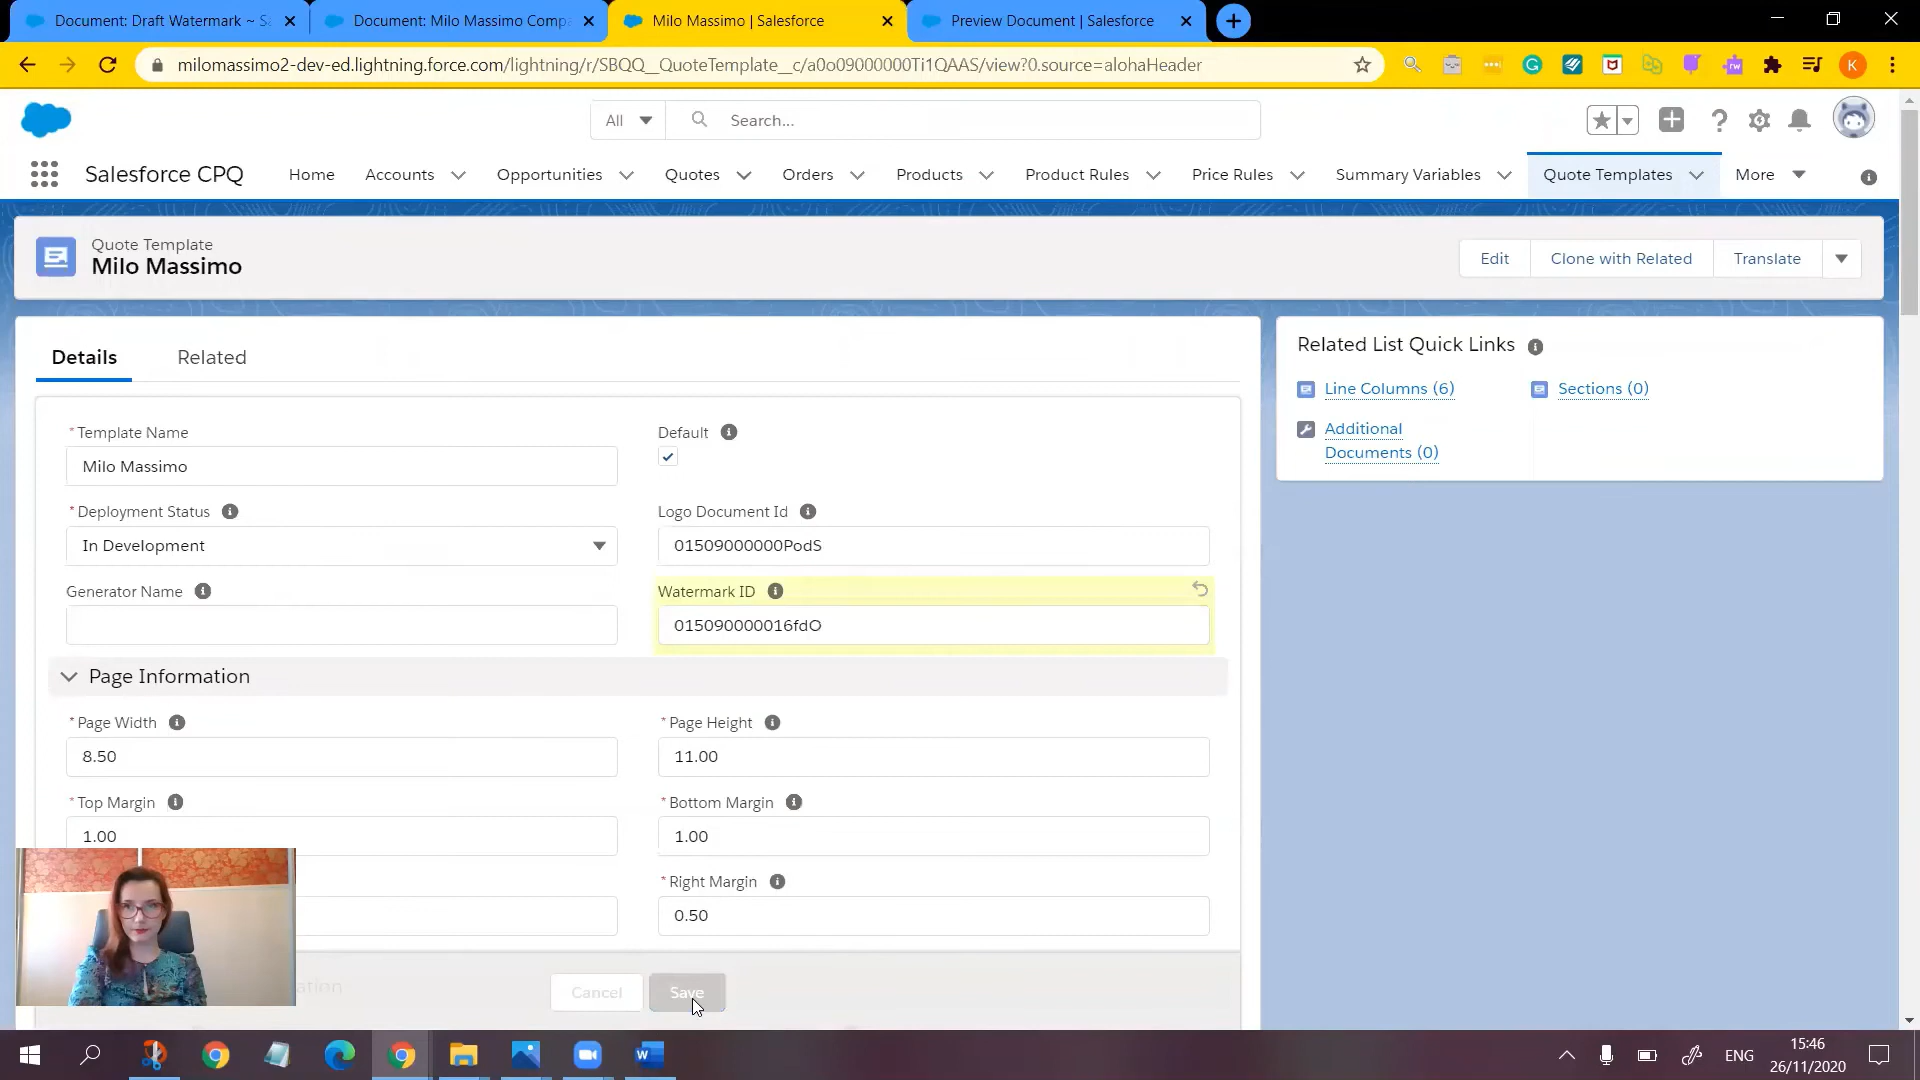 Document: Draft Watermark ~ Sa
Document: Milo Massimo Compa
Milo Massimo | Salesforce
Preview Document | Salesforce
milomassimo2-dev-ed.lightning.force.com/lightning/r/SBQQ__QuoteTemplate__c/a0o09000000Ti1QAAS/view?0.source=alohaHeader
K
All
Search...
Salesforce CPQ
Home
Accounts
Opportunities
Quotes
Orders
Products
Product Rules
Price Rules
Summary Variables
Quote Templates
More
Quote Template
Milo Massimo
Edit
Clone with Related
Translate
Details
Related
Related List Quick Links
Line Columns (6)
Sections (0)
Additional
Documents (0)
* Template Name
Milo Massimo
Default
* Deployment Status
In Development
Logo Document Id
01509000000PodS
Generator Name
Watermark ID
015090000016fdO
Page Information
* Page Width
8.50
* Page Height
11.00
* Top Margin
1.00
* Bottom Margin
1.00
* Right Margin
0.50
Cancel
Save
ENG
15:46
26/11/2020